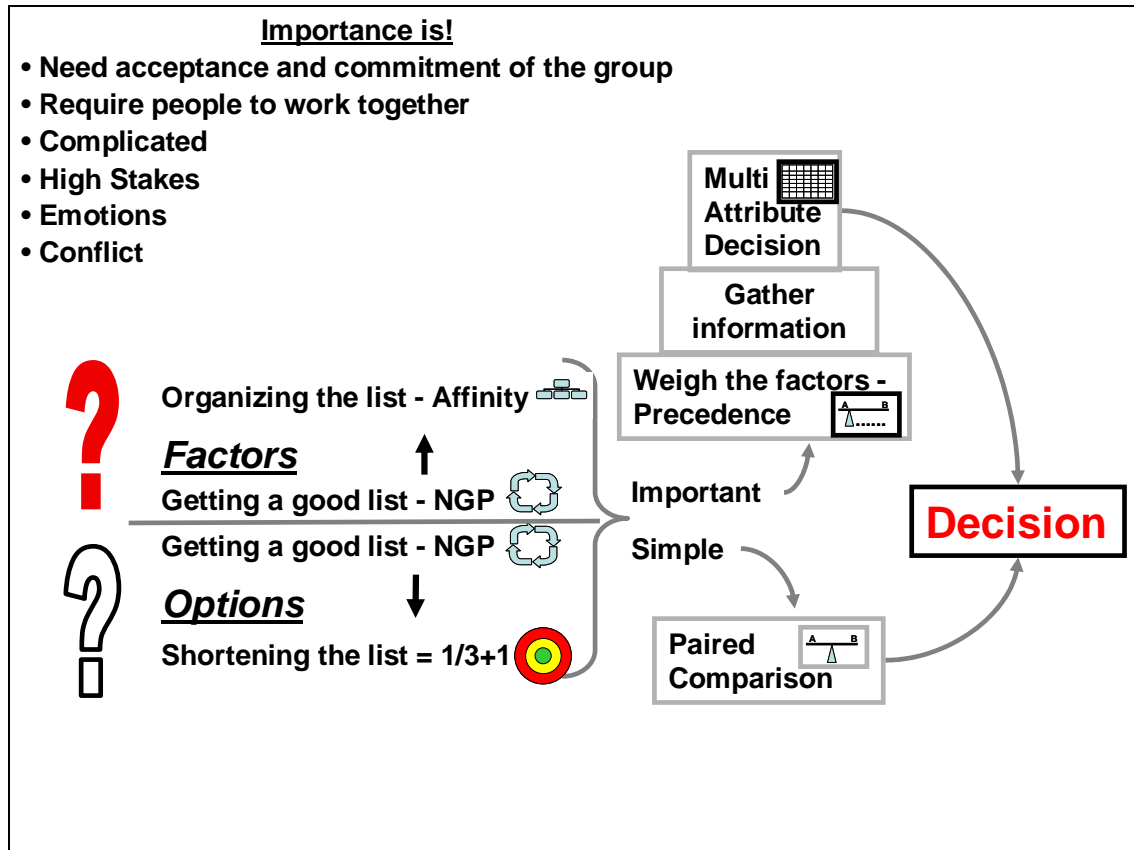 Importance is!
• Need acceptance and commitment of the group
• Require people to work together
• Complicated
• High Stakes
• Emotions
• Conflict
Multi
Attribute
Decision
Gather
information
Weigh the factors -
Precedence
A B
Organizing the list - Affinity
Factors
Getting a good list - NGP
Getting a good list - NGP
Options
Shortening the list = 1/3+1
Important
Simple
Paired
Comparison
A B
Decision